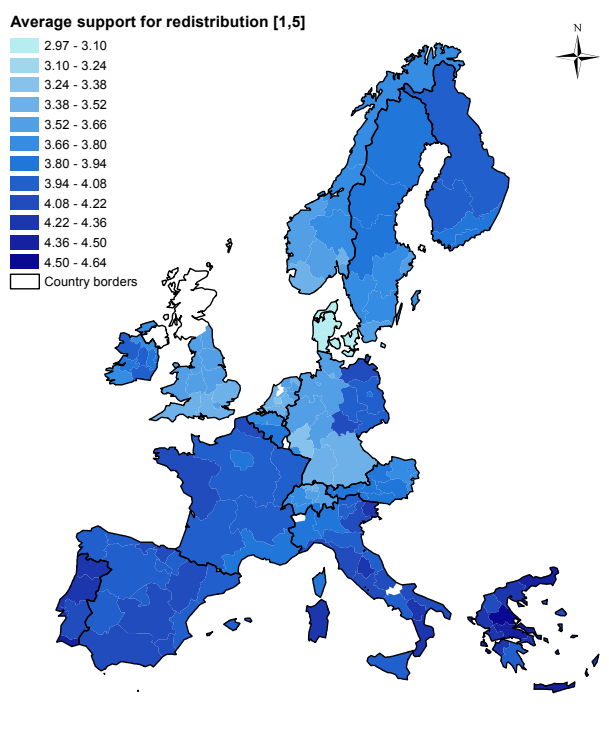 Average support for redistribution [1,5]
N
2.97 - 3.10
3.10 - 3.24
3.24 - 3.38
3.38 - 3.52
3.52 - 3.66
3.66 - 3.80
3.80 - 3.94
3.94 - 4.08
4.08 - 4.22
4.22 - 4.36
4.36 - 4.50
4.50 - 4.64
Country borders